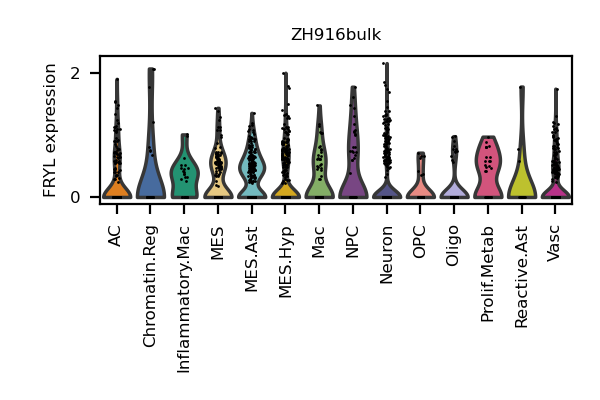 ZH916bulk
FRYL expression
2
0
AC
Chromatin.Reg
Inflammatory.Mac
MES
MES.Ast
MES.Hyp
Mac
NPC
Neuron
OPC
Oligo
Prolif.Metab
Reactive.Ast
Vasc